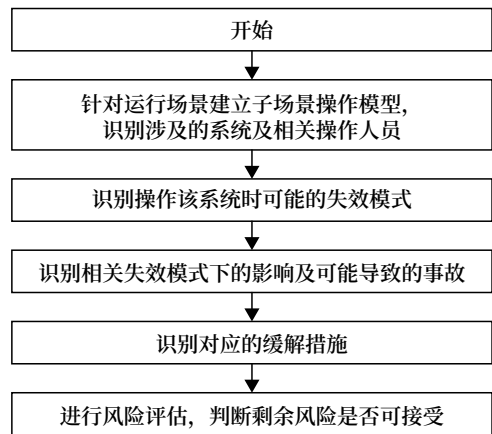 开始
针对运行场景建立子场景操作模型，
识别涉及的系统及相关操作人员
识别操作该系统时可能的失效模式
识别相关失效模式下的影响及可能导致的事故
识别对应的缓解措施
进行风险评估，判断剩余风险是否可接受